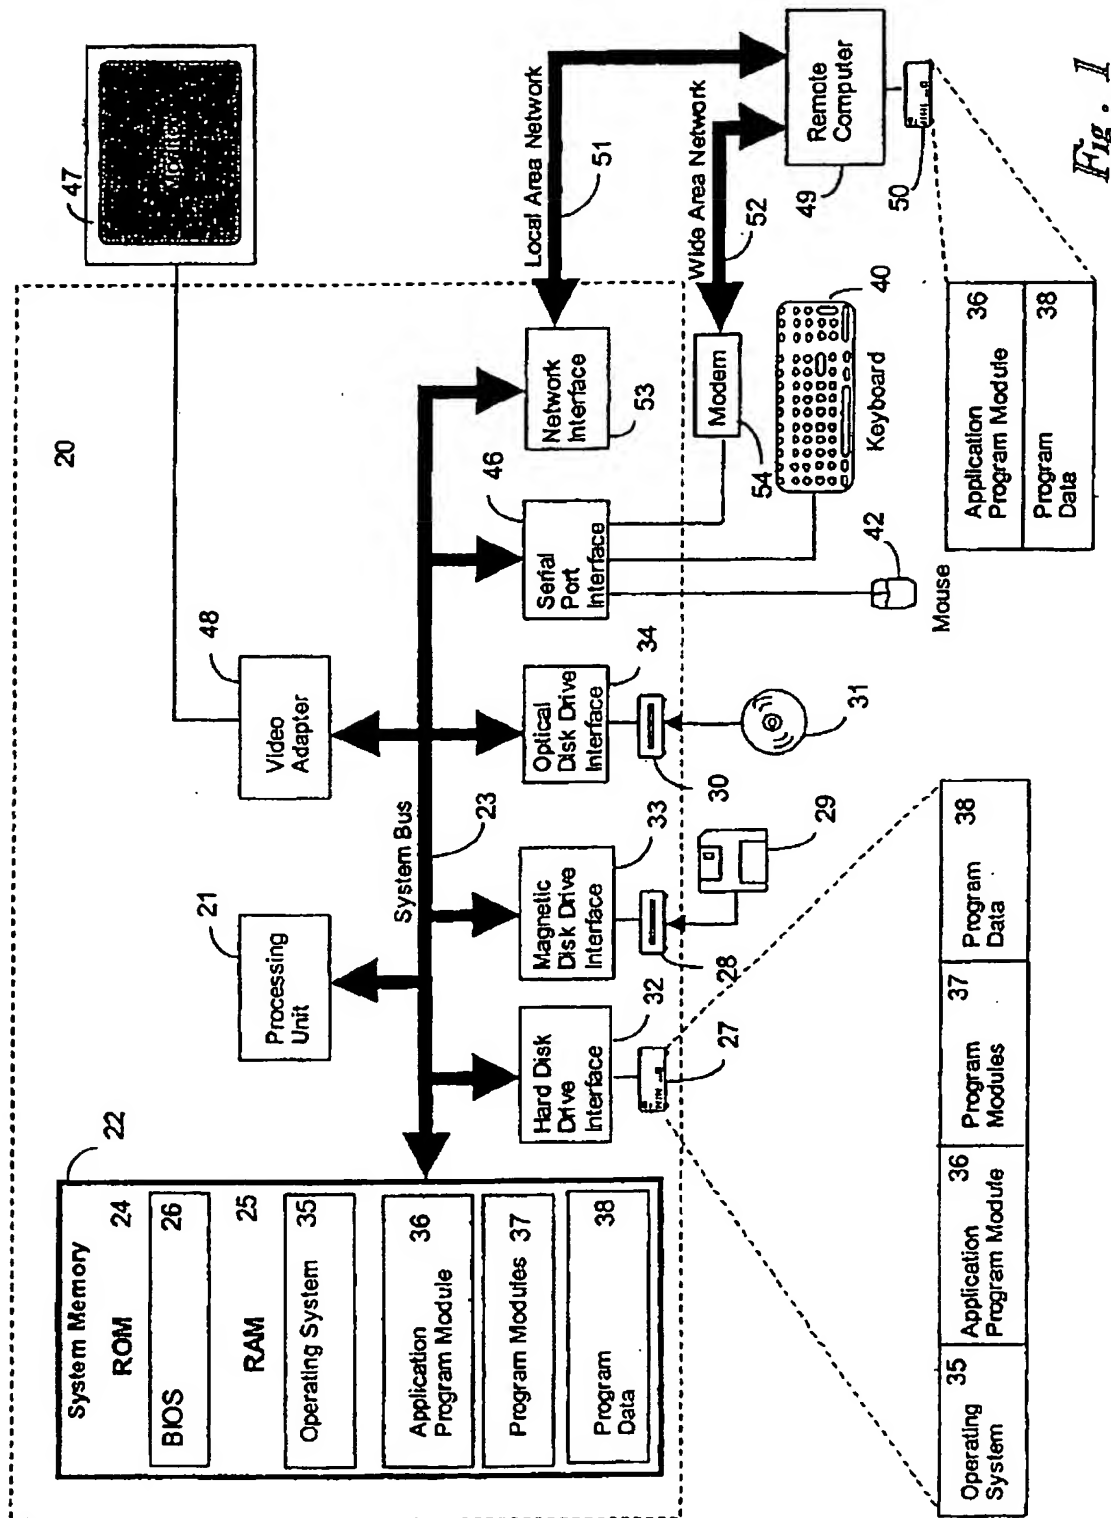 System Memory
22
ROM
24
BIOS
26
RAM
25
Operating System
35
Application
Program Module
36
Program Modules
37
Program
Data
38
Processing
Unit
21
Video
Adapter
48
20
47
Monitor
System Bus
23
Hard Disk
Drive
Interface
32
Magnetic
Disk Drive
Interface
33
Optical
Disk Drive
Interface
34
Serial
Port
Interface
46
Network
Interface
53
Local Area Network
51
27
28
30
Modem
54
Wide Area Network
52
29
31
Mouse
42
Keyboard
40
Remote
Computer
49
50
Operating
System
35
Application
Program Module
36
Program
Modules
37
Program
Data
38
Application
Program Module
36
Program
Data
38
Fig. 1